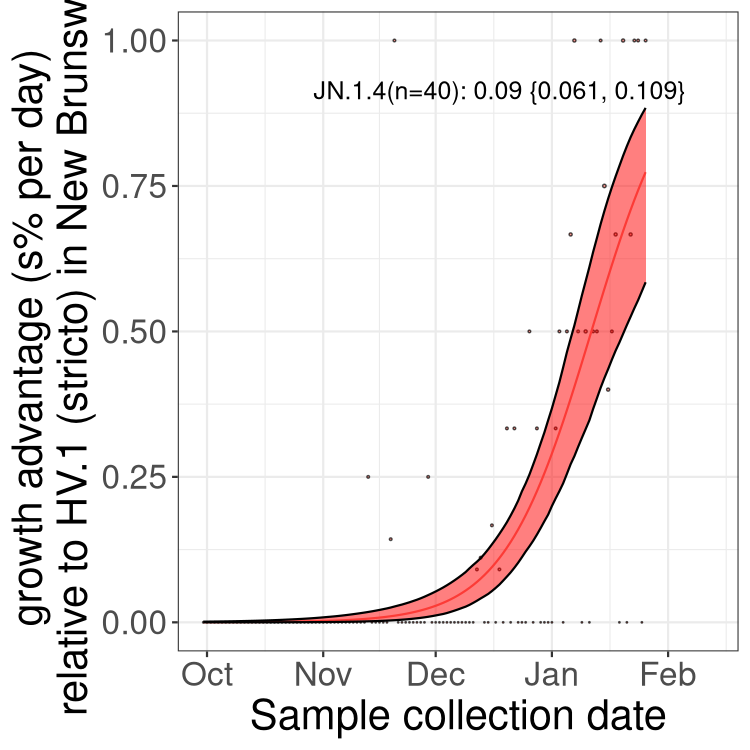 growth advantage (s% per day)
relative to HV.1 (stricto) in New Brunsw
1.00
0.75
0.50
0.25
0.00
JN.1.4(n=40): 0.09 {0.061, 0.109}
Oct Nov Dec Jan Feb
Sample collection date